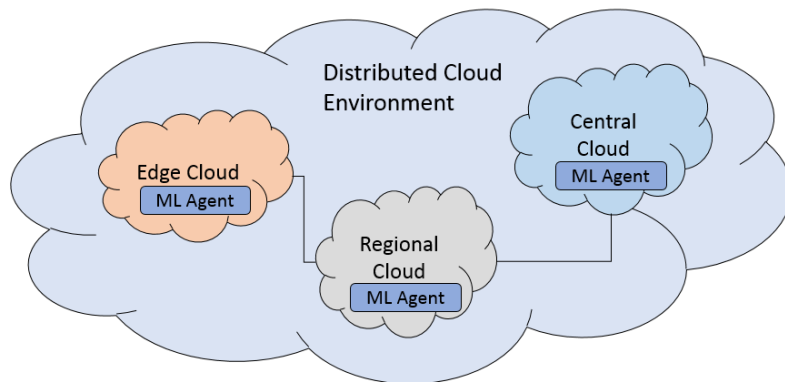 Distributed Cloud
Environment
Edge Cloud
ML Agent
Central
Cloud
ML Agent
Regional
Cloud
ML Agent